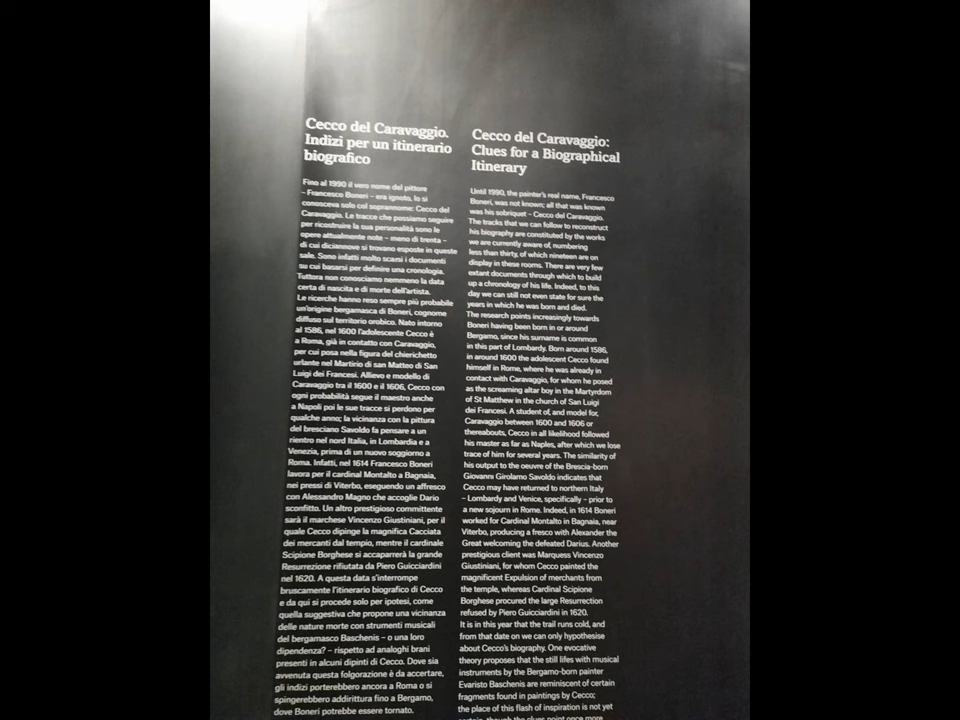 Cecco del Caravaggio.
Indizi per un itinerario
biografico
Fino al 1990 il vero nome del pittore
– Francesco Boneri – era ignoto, lo si
conosceva solo col soprannome: Cecco del
Caravaggio. Le tracce che possiamo seguire
per ricostruire la sua personalità sono le
opere attualmente note – meno di trenta –
di cui diciannove si trovano esposte in queste
sale. Sono infatti molto scarsi i documenti
su cui basarsi per definire una cronologia.
Tuttora non conosciamo nemmeno la data
certa di nascita e di morte dell'artista.
Le ricerche hanno reso sempre più probabile
un'origine bergamasca di Boneri, cognome
diffuso sul territorio orobico. Nato intorno
al 1586, nel 1600 l'adolescente Cecco è
a Roma, già in contatto con Caravaggio,
per cui posa nella figura del chierichetto
urlante nel Martirio di san Matteo di San
Luigi dei Francesi. Allievo e modello di
Caravaggio tra il 1600 e il 1606, Cecco con
ogni probabilità segue il maestro anche
a Napoli poi le sue tracce si perdono per
qualche anno; la vicinanza con la pittura
del bresciano Savoldo fa pensare a un
rientro nel nord Italia, in Lombardia e a
Venezia, prima di un nuovo soggiorno a
Roma. Infatti, nel 1614 Francesco Boneri
lavora per il cardinal Montalto a Bagnaia,
nei pressi di Viterbo, eseguendo un affresco
con Alessandro Magno che accoglie Dario
sconfitto. Un altro prestigioso committente
sarà il marchese Vincenzo Giustiniani, per il
quale Cecco dipinge la magnifica Cacciata
dei mercanti dal tempio, mentre il cardinale
Scipione Borghese si accaparrerà la grande
Resurrezione rifiutata da Piero Guicciardini
nel 1620. A questa data s'interrompe
bruscamente l'itinerario biografico di Cecco
e da qui si procede solo per ipotesi, come
quella suggestiva che propone una vicinanza
delle nature morte con strumenti musicali
del bergamasco Baschenis – o una loro
dipendenza? – rispetto ad analoghi brani
presenti in alcuni dipinti di Cecco. Dove sia
avvenuta questa folgorazione è da accertare,
gli indizi porterebbero ancora a Roma o si
spingerebbero addirittura fino a Bergamo,
dove Boneri potrebbe essere tornato.
Cecco del Caravaggio:
Clues for a Biographical
Itinerary
Until 1990, the painter's real name, Francesco
Boneri, was not known; all that was known
was his sobriquet – Cecco del Caravaggio.
The tracks that we can follow to reconstruct
his biography are constituted by the works
we are currently aware of, numbering
less than thirty, of which nineteen are on
display in these rooms. There are very few
extant documents through which to build
up a chronology of his life. Indeed, to this
day we can still not even state for sure the
years in which he was born and died.
The research points increasingly towards
Boneri having been born in or around
Bergamo, since his surname is common
in this part of Lombardy. Born around 1586,
in around 1600 the adolescent Cecco found
himself in Rome, where he was already in
contact with Caravaggio, for whom he posed
as the screaming altar boy in the Martyrdom
of St Matthew in the church of San Luigi
dei Francesi. A student of, and model for,
Caravaggio between 1600 and 1606 or
thereabouts, Cecco in all likelihood followed
his master as far as Naples, after which we lose
trace of him for several years. The similarity of
his output to the oeuvre of the Brescia-born
Giovanni Girolamo Savoldo indicates that
Cecco may have returned to northern Italy
– Lombardy and Venice, specifically – prior to
a new sojourn in Rome. Indeed, in 1614 Boneri
worked for Cardinal Montalto in Bagnaia, near
Viterbo, producing a fresco with Alexander the
Great welcoming the defeated Darius. Another
prestigious client was Marquess Vincenzo
Giustiniani, for whom Cecco painted the
magnificent Expulsion of merchants from
the temple, whereas Cardinal Scipione
Borghese procured the large Resurrection
refused by Piero Guicciardini in 1620.
It is in this year that the trail runs cold, and
from that date on we can only hypothesise
about Cecco's biography. One evocative
theory proposes that the still lifes with musical
instruments by the Bergamo-born painter
Evaristo Baschenis are reminiscent of certain
fragments found in paintings by Cecco;
the place of this flash of inspiration is not yet